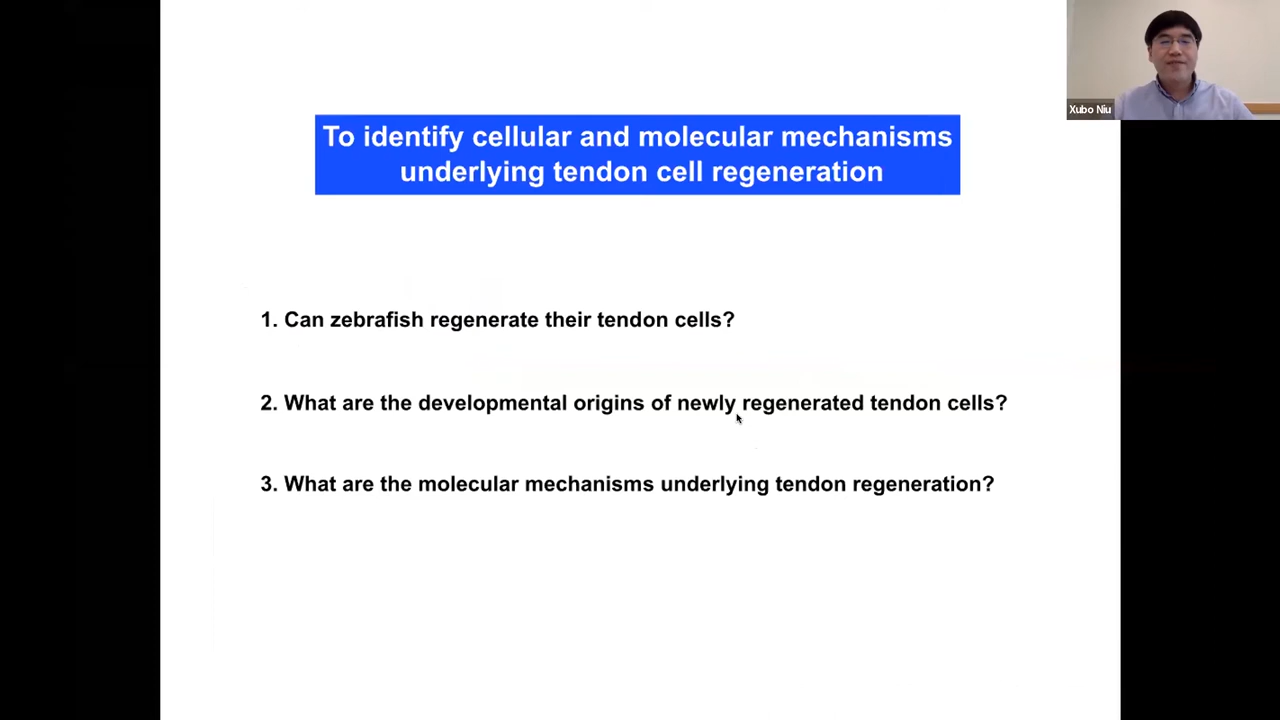 To identify cellular and molecular mechanisms
underlying tendon cell regeneration
Xubo Niu
1. Can zebrafish regenerate their tendon cells?
2. What are the developmental origins of newly regenerated tendon cells?
3. What are the molecular mechanisms underlying tendon regeneration?